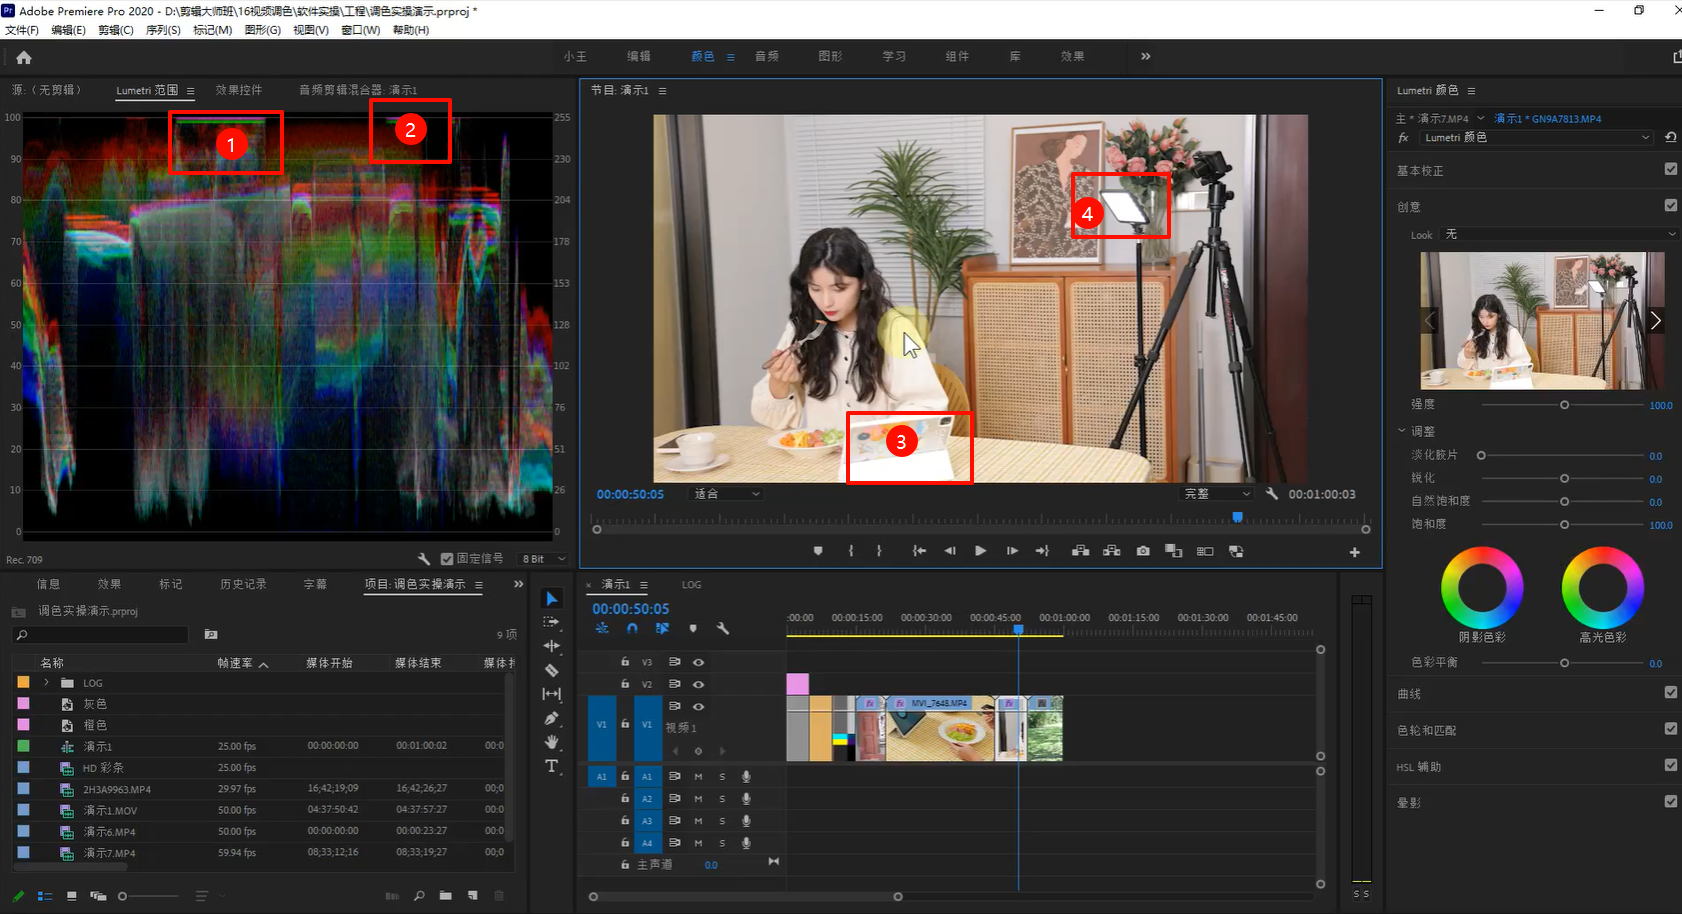 Pr Adobe Premiere Pro 2020 - D:\剪辑大师班\16视频调色\软件实操\工程\调色实操演示.prproj *
文件(F) 编辑(E) 剪辑(C) 序列(S) 标记(M) 图形(G) 视图(V) 窗口(W) 帮助(H)
小王 编辑 颜色 音频 图形 学习 组件 库 效果
源:（无剪辑） Lumetri 范围 效果控件 音频剪辑混合器: 演示1
100 255
90 230
80 204
70 178
60 153
50 128
40 102
30 76
20 51
10 26
0 0
1
2
Rec. 709 固定信号 8 Bit
节目: 演示1
4
3
00:00:50:05 适合 完整 00:01:00:03
Lumetri 颜色
主 * 演示7.MP4 演示1 * GN9A7813.MP4
fx Lumetri 颜色
基本校正
创意
Look 无
强度 100.0
调整
淡化胶片 0.0
锐化 0.0
自然饱和度 0.0
饱和度 100.0
阴影色彩 高光色彩
色彩平衡 0.0
曲线
色轮和匹配
HSL 辅助
晕影
信息 效果 标记 历史记录 字幕 项目: 调色实操演示
调色实操演示.prproj
9 项
名称 帧速率 媒体开始 媒体结束
LOG
灰色
橙色
演示1 25.00 fps 00:00:00:00 00:01:00:02 00:0
HD 彩条 25.00 fps
2H3A9963.MP4 29.97 fps 16;42;19;09 16;42;26;27 00;0
演示1.MOV 50.00 fps 04:37:50:42 04:37:57:27 00:0
演示6.MP4 50.00 fps 00:00:00:00 00:00:23:27 00:0
演示7.MP4 59.94 fps 08;33;12;16 08;33;19;27 00;0
× 演示1 LOG
00:00:50:05
:00:00 00:00:15:00 00:00:30:00 00:00:45:00 00:01:00:00 00:01:15:00 00:01:30:00 00:01:45:00
V3
V2
V1 V1 视频 1
fx fx MVI_7648.MP4 fx fx
A1 A1 M S
A2 M S
A3 M S
A4 M S
主声道 0.0
S S